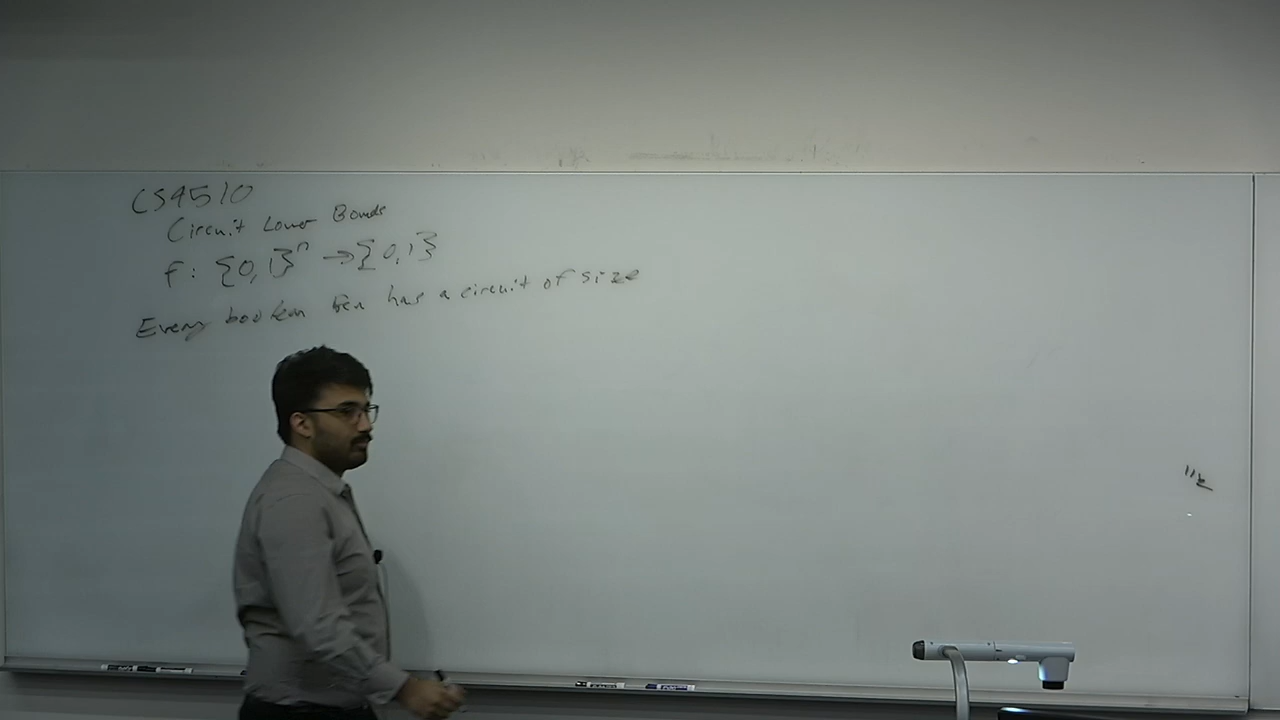 CS4510
Circuit Lower Bounds
f: {0,1}ⁿ → {0,1}
Every boolean fcn has a circuit of size